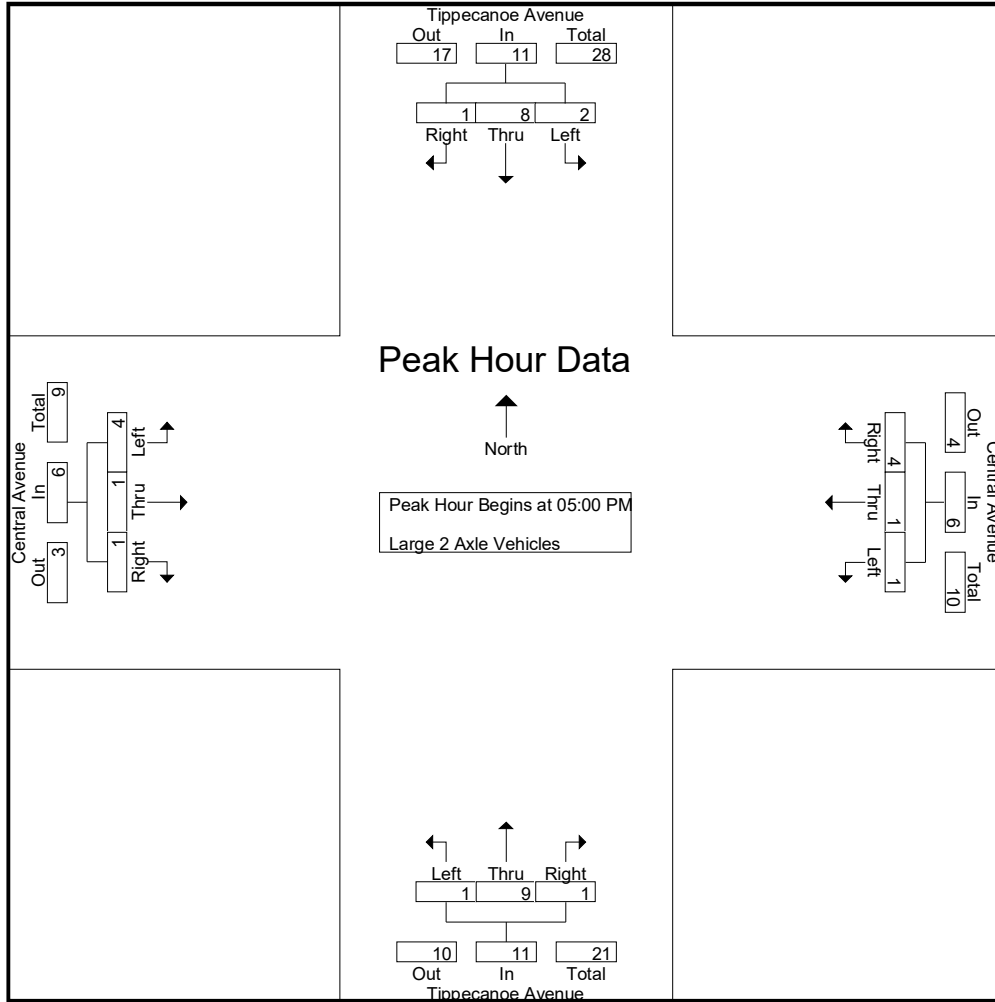 Tippecanoe Avenue
Out In Total
17 11 28
1 8 2
Right Thru Left
Peak Hour Data
North
Peak Hour Begins at 05:00 PM
Large 2 Axle Vehicles
Central Avenue
Out In Total
3 6 9
4 1 1
Left Thru Right
Central Avenue
Out In Total
4 6 10
4 1 1
Right Thru Left
Left Thru Right
1 9 1
10 11 21
Out In Total
Tippecanoe Avenue